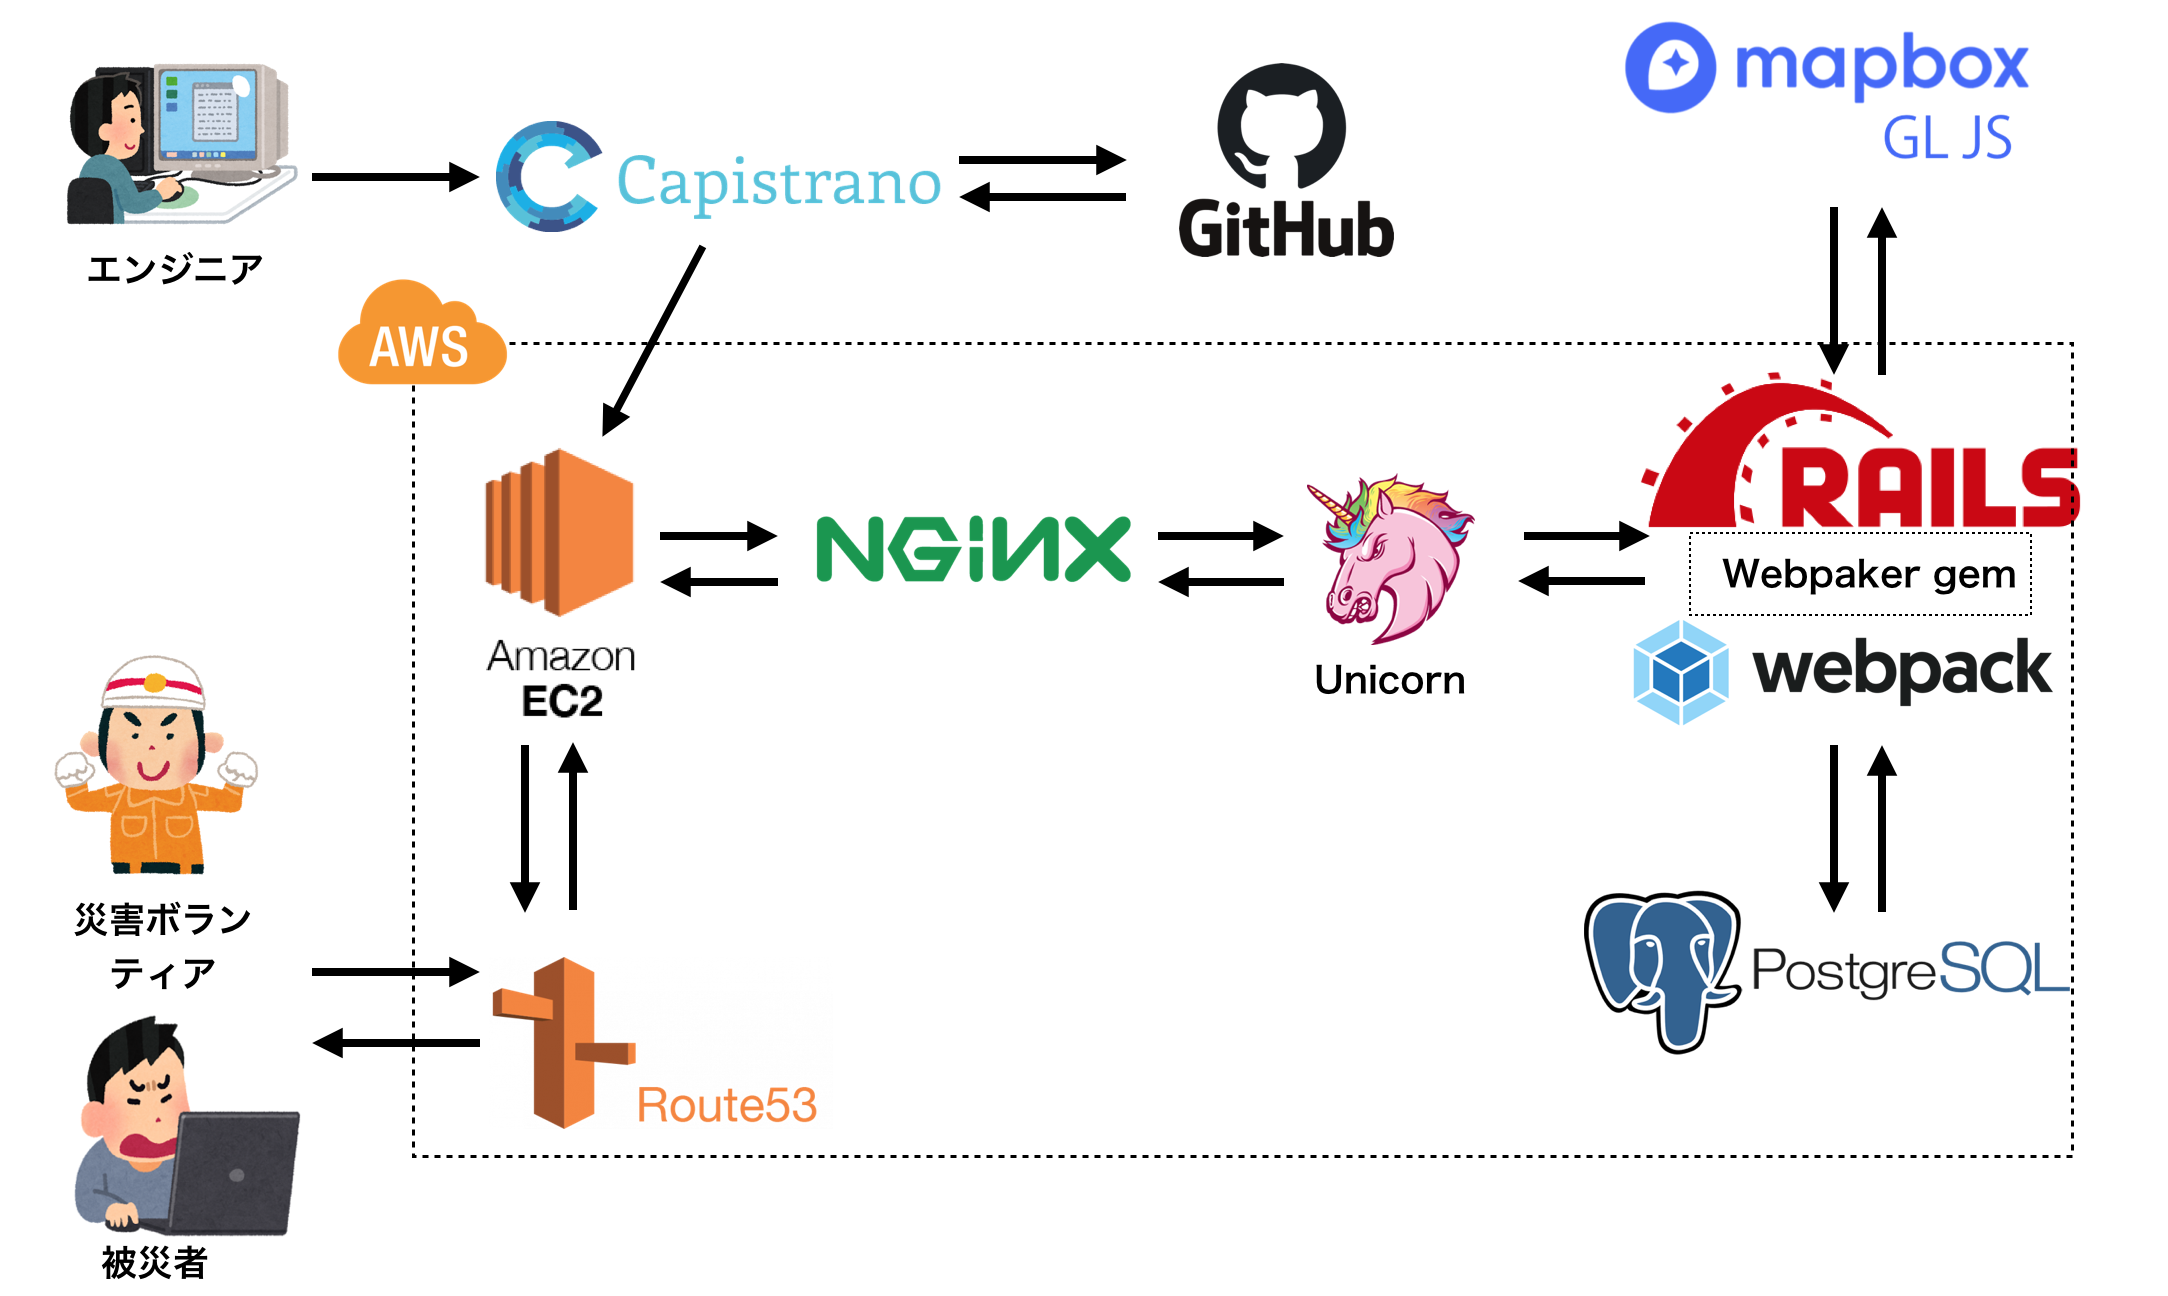 mapbox
GL JS
Capistrano
GitHub
エンジニア
AWS
RAILS
NGINX
Webpaker gem
Amazon
EC2
Unicorn
webpack
災害ボラン
ティア
PostgreSQL
Route53
被災者